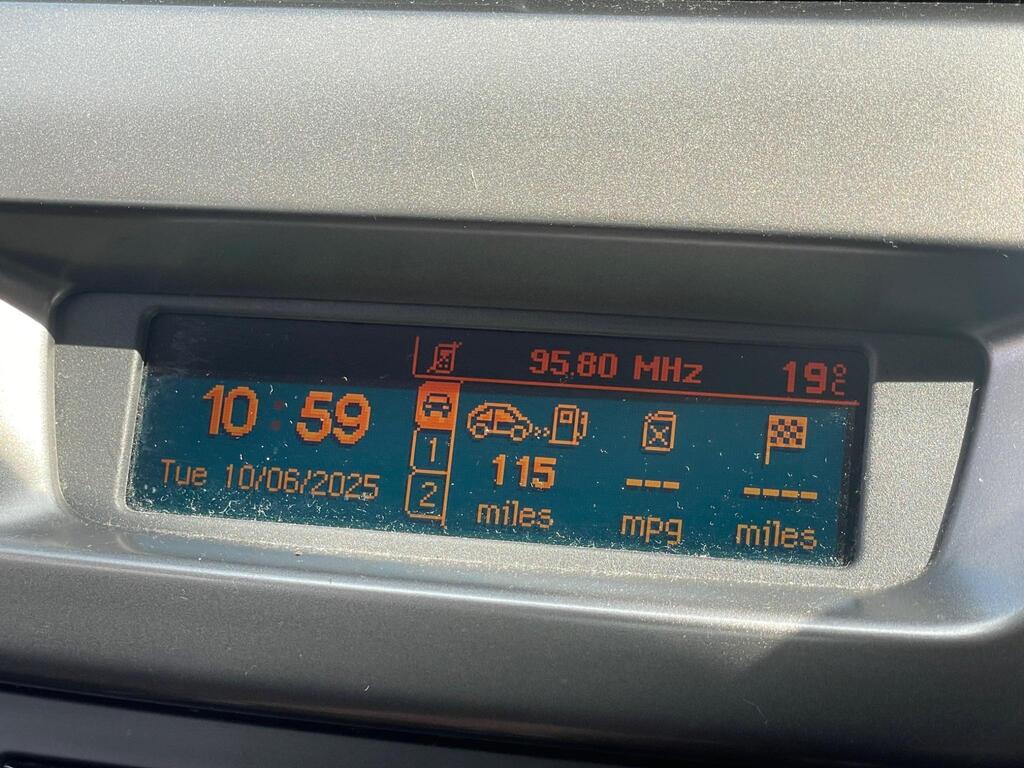 95.80 MHz 19°C
10:59
Tue 10/06/2025
1
2
115 --- ----
miles mpg miles